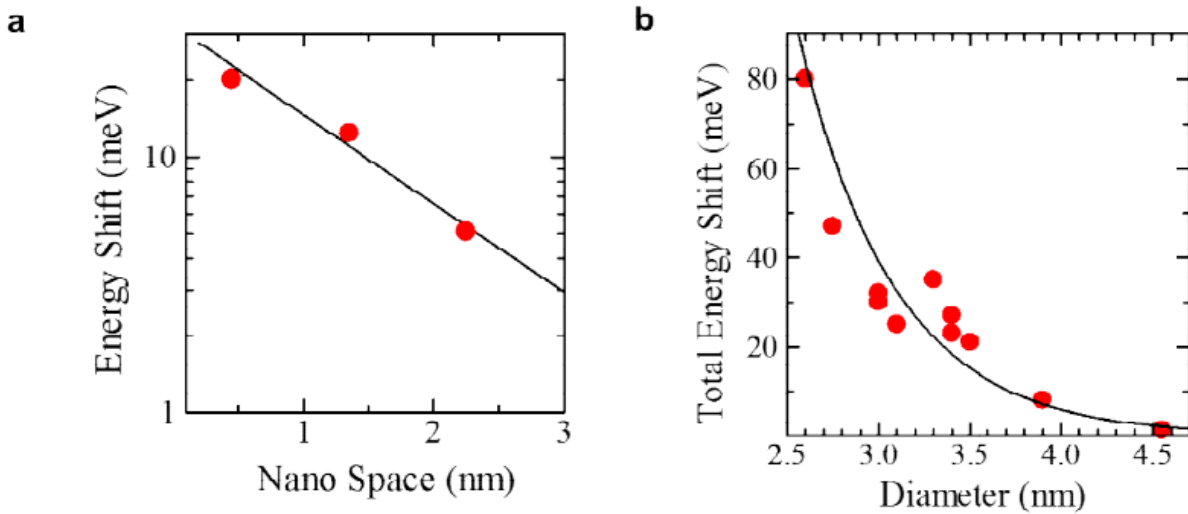 a
Energy Shift (meV)
10
1
1
2
3
Nano Space (nm)
b
Total Energy Shift (meV)
80
60
40
20
2.5
3.0
3.5
4.0
4.5
Diameter (nm)